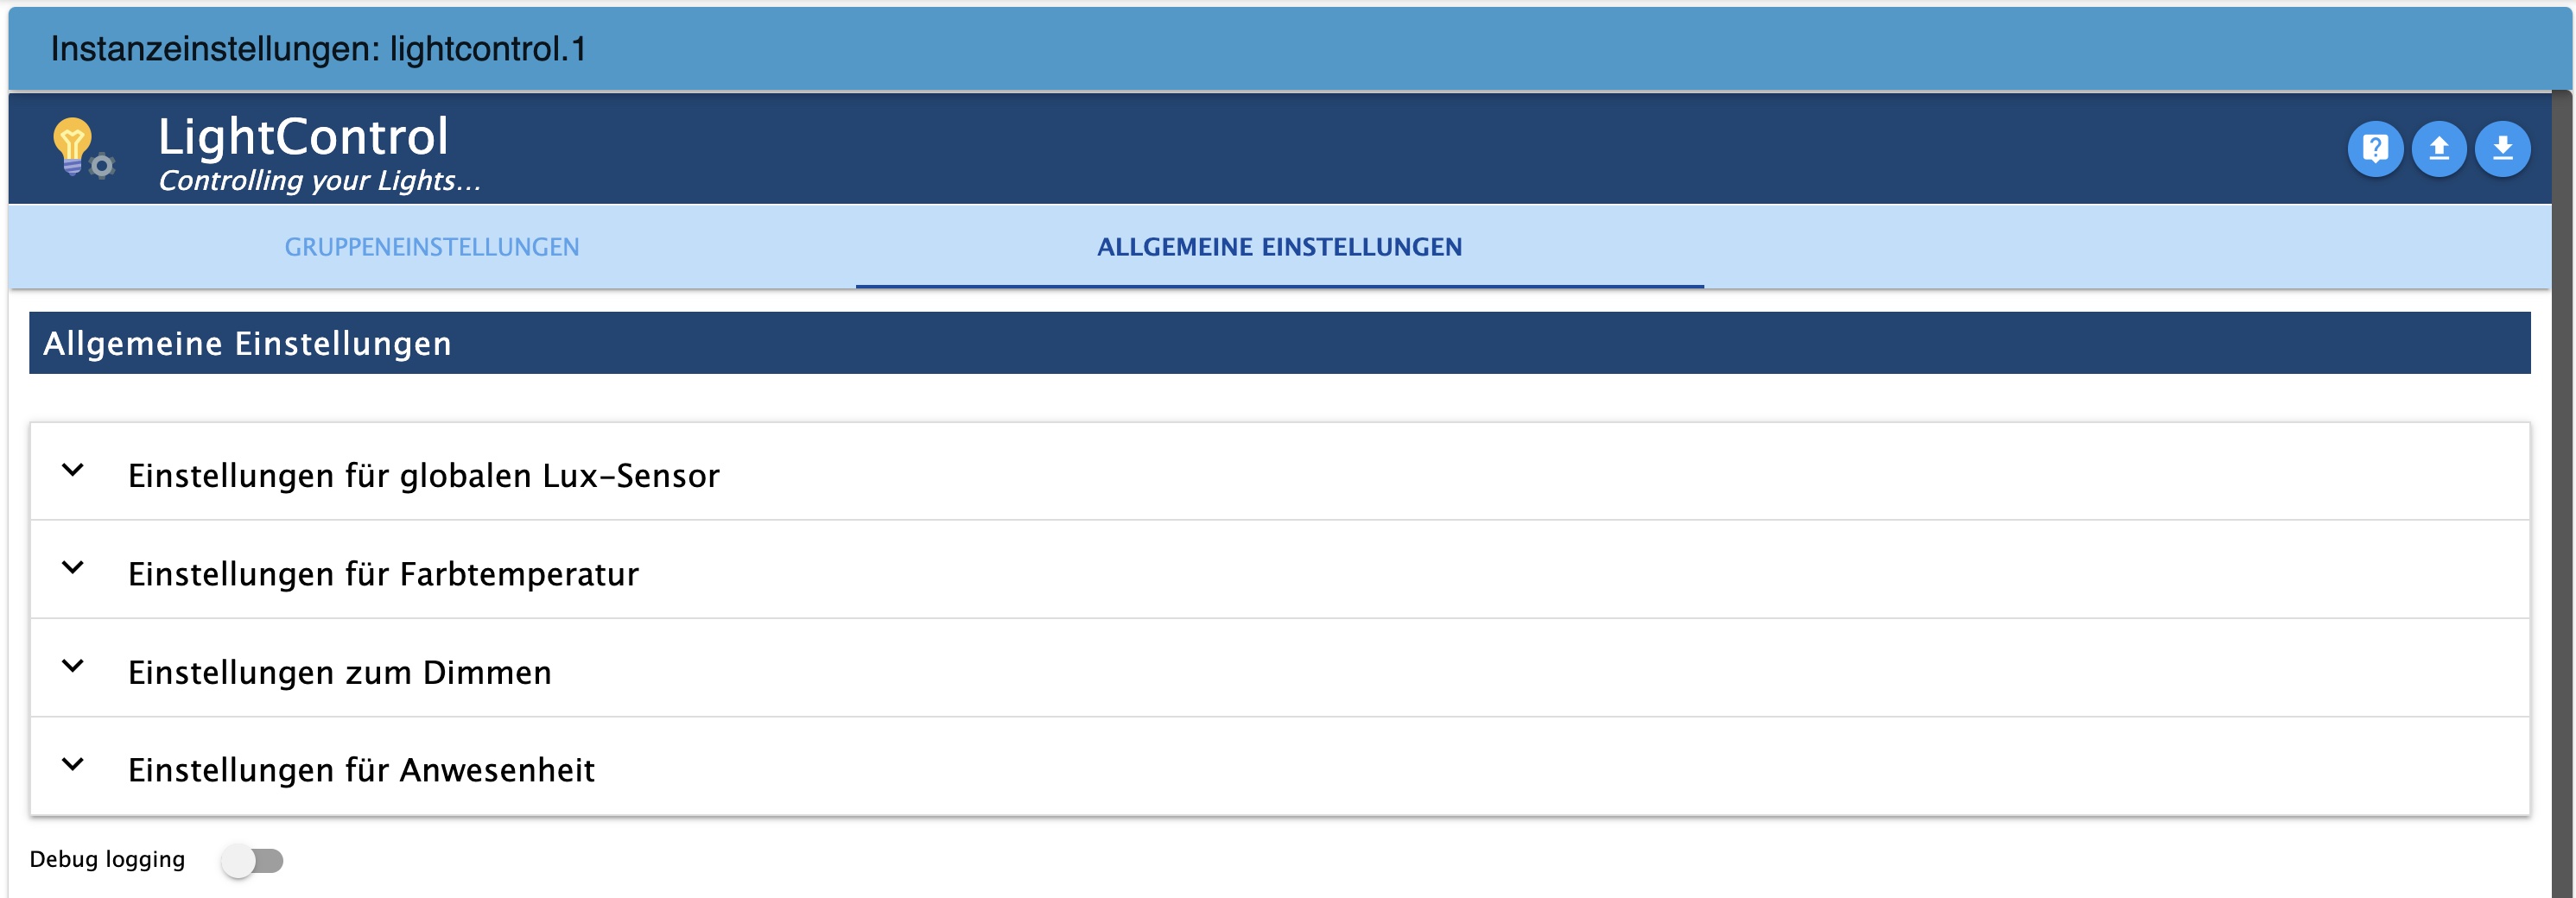 Instanzeinstellungen: lightcontrol.1
LightControl
Controlling your Lights...
GRUPPENEINSTELLUNGEN
ALLGEMEINE EINSTELLUNGEN
Allgemeine Einstellungen
Einstellungen für globalen Lux-Sensor
Einstellungen für Farbtemperatur
Einstellungen zum Dimmen
Einstellungen für Anwesenheit
Debug logging